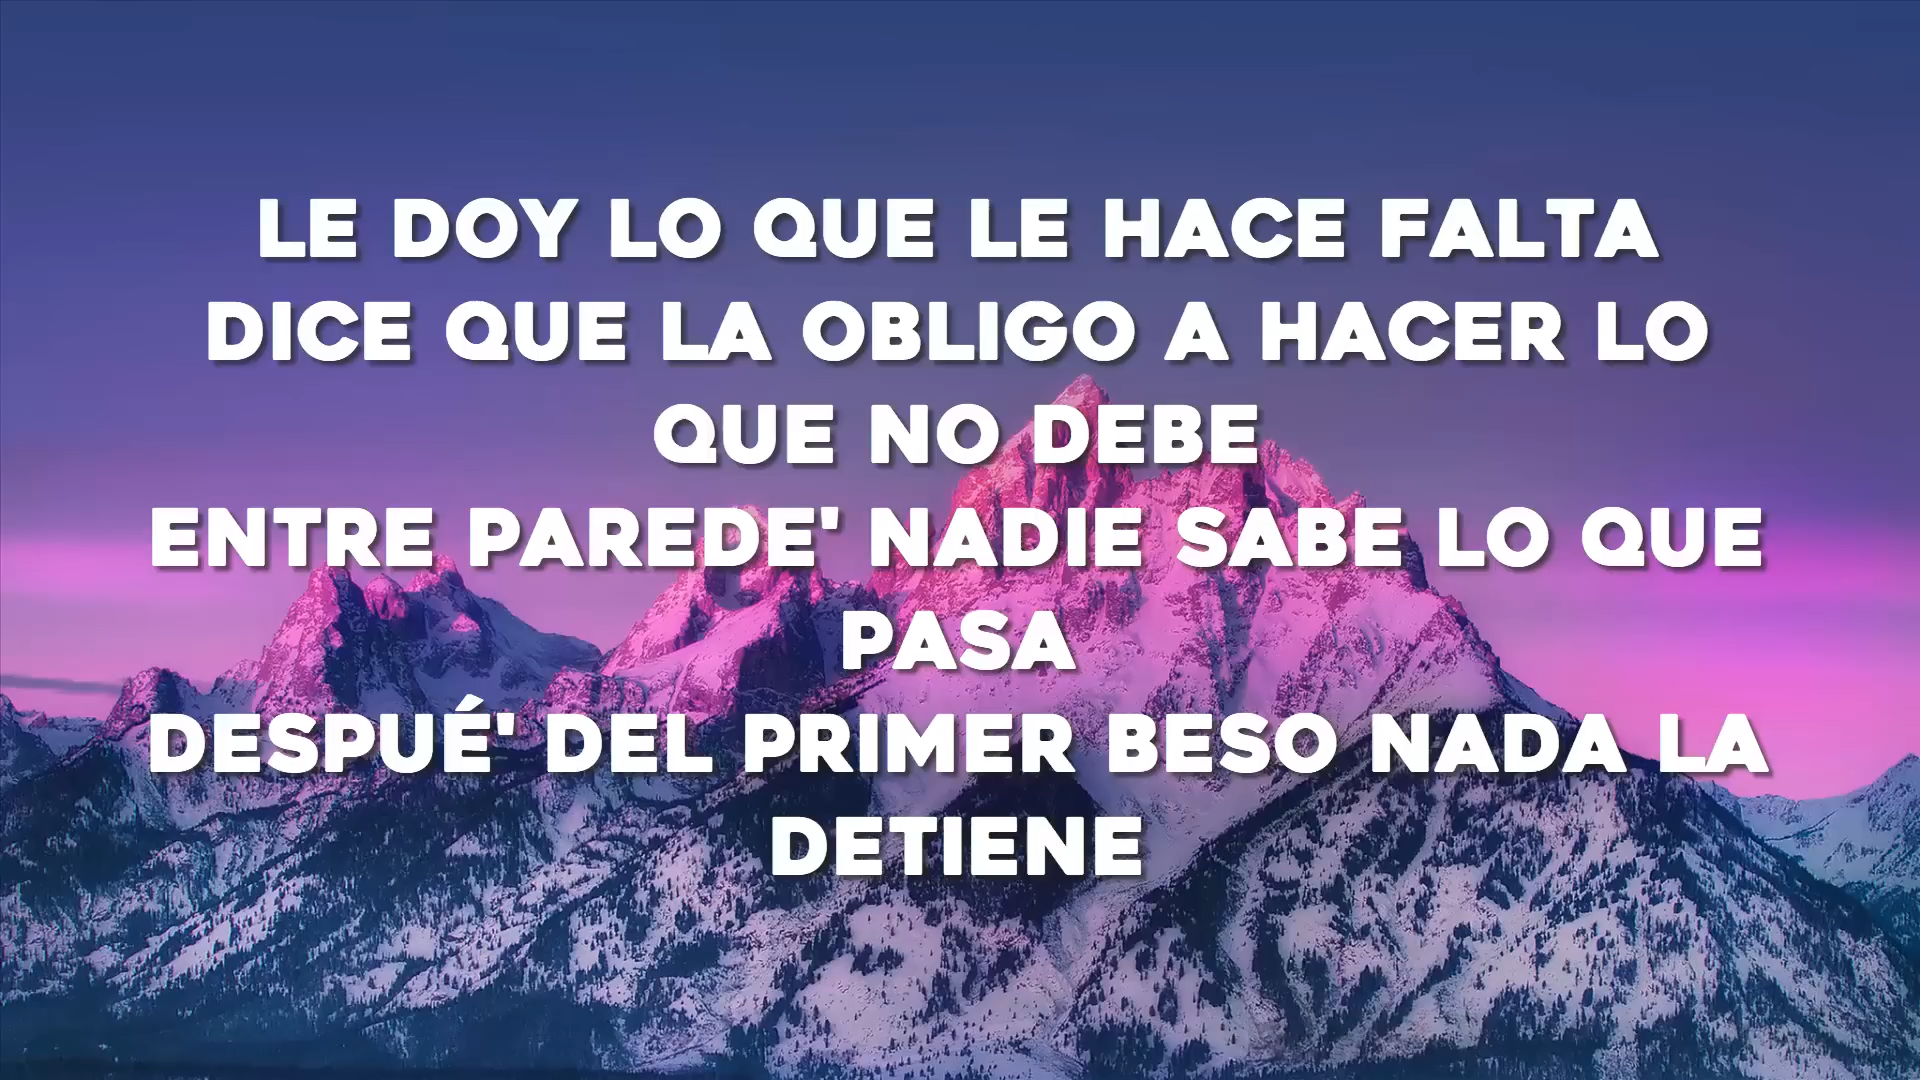 LE DOY LO QUE LE HACE FALTA
DICE QUE LA OBLIGO A HACER LO
QUE NO DEBE
ENTRE PAREDE' NADIE SABE LO QUE
PASA
DESPUÉ' DEL PRIMER BESO NADA LA
DETIENE